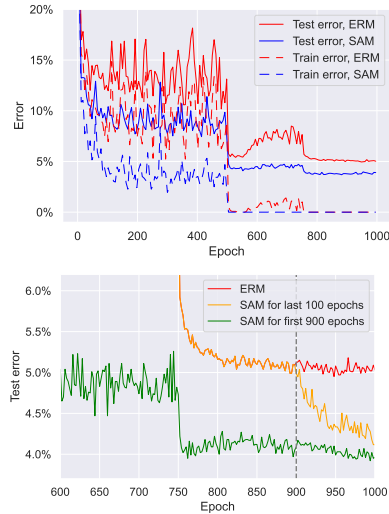 20%
15%
10%
5%
0%
Error
Test error, ERM
Test error, SAM
Train error, ERM
Train error, SAM
0 200 400 600 800 1000
Epoch
6.0%
5.5%
5.0%
4.5%
4.0%
Test error
ERM
SAM for last 100 epochs
SAM for first 900 epochs
600 650 700 750 800 850 900 950 1000
Epoch